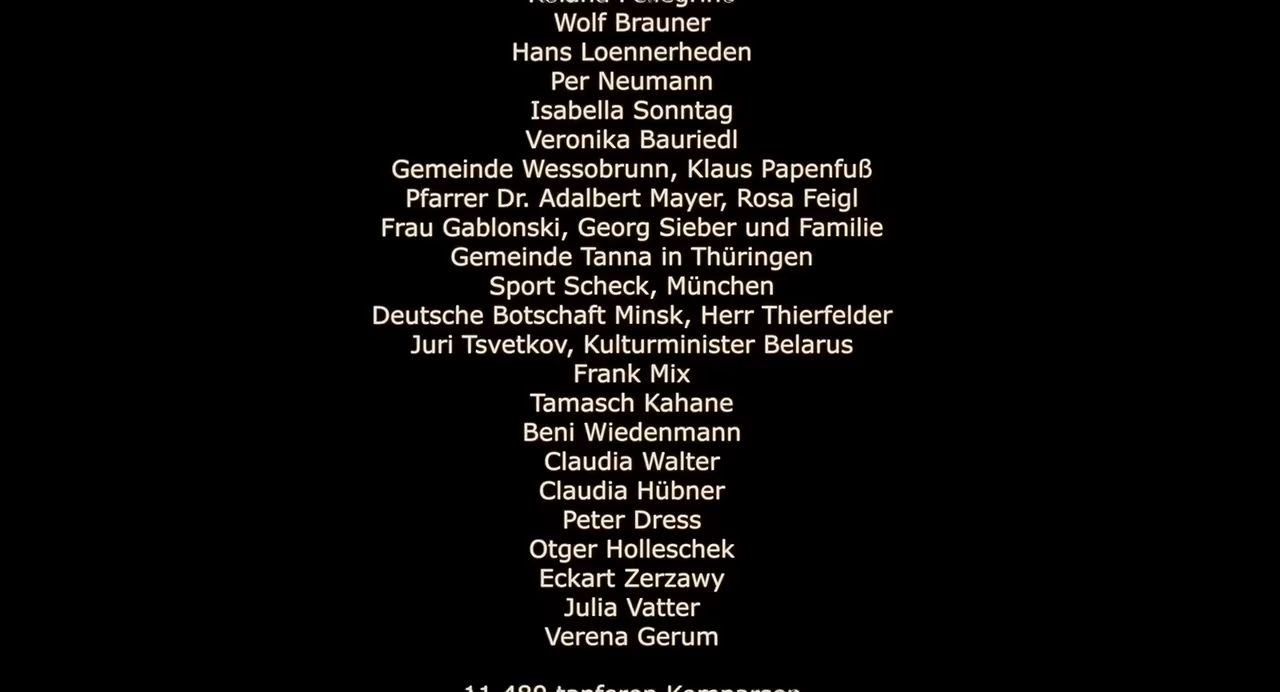 Wolf Brauner
Hans Loennerheden
Per Neumann
Isabella Sonntag
Veronika Bauriedl
Gemeinde Wessobrunn, Klaus Papenfuß
Pfarrer Dr. Adalbert Mayer, Rosa Feigl
Frau Gablonski, Georg Sieber und Familie
Gemeinde Tanna in Thüringen
Sport Scheck, München
Deutsche Botschaft Minsk, Herr Thierfelder
Juri Tsvetkov, Kulturminister Belarus
Frank Mix
Tamasch Kahane
Beni Wiedenmann
Claudia Walter
Claudia Hübner
Peter Dress
Otger Holleschek
Eckart Zerzawy
Julia Vatter
Verena Gerum